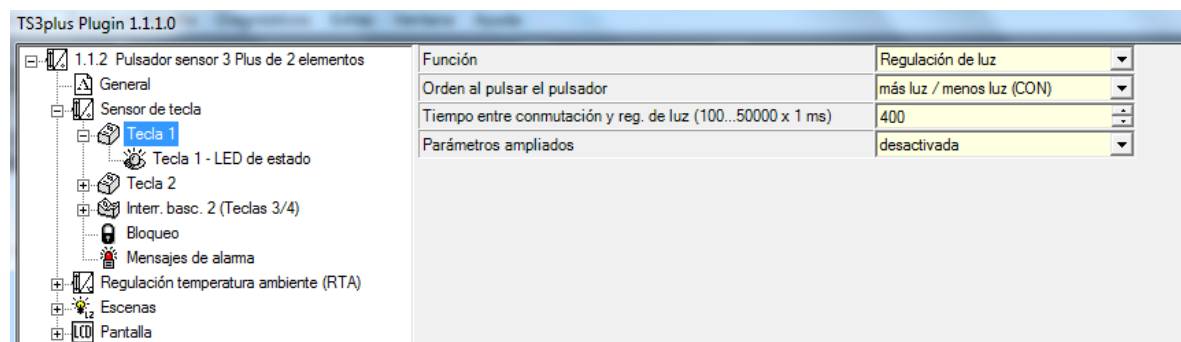 TS3plus Plugin 1.1.1.0
1.1.2 Pulsador sensor 3 Plus de 2 elementos
General
Sensor de tecla
Tecla 1
Tecla 1 - LED de estado
Tecla 2
Interr. basc. 2 (Teclas 3/4)
Bloqueo
Mensajes de alarma
Regulación temperatura ambiente (RTA)
Escenas
LCD Pantalla
Función Regulación de luz
Orden al pulsar el pulsador más luz / menos luz (CON)
Tiempo entre conmutación y reg. de luz (100...50000 x 1 ms) 400
Parámetros ampliados desactivada